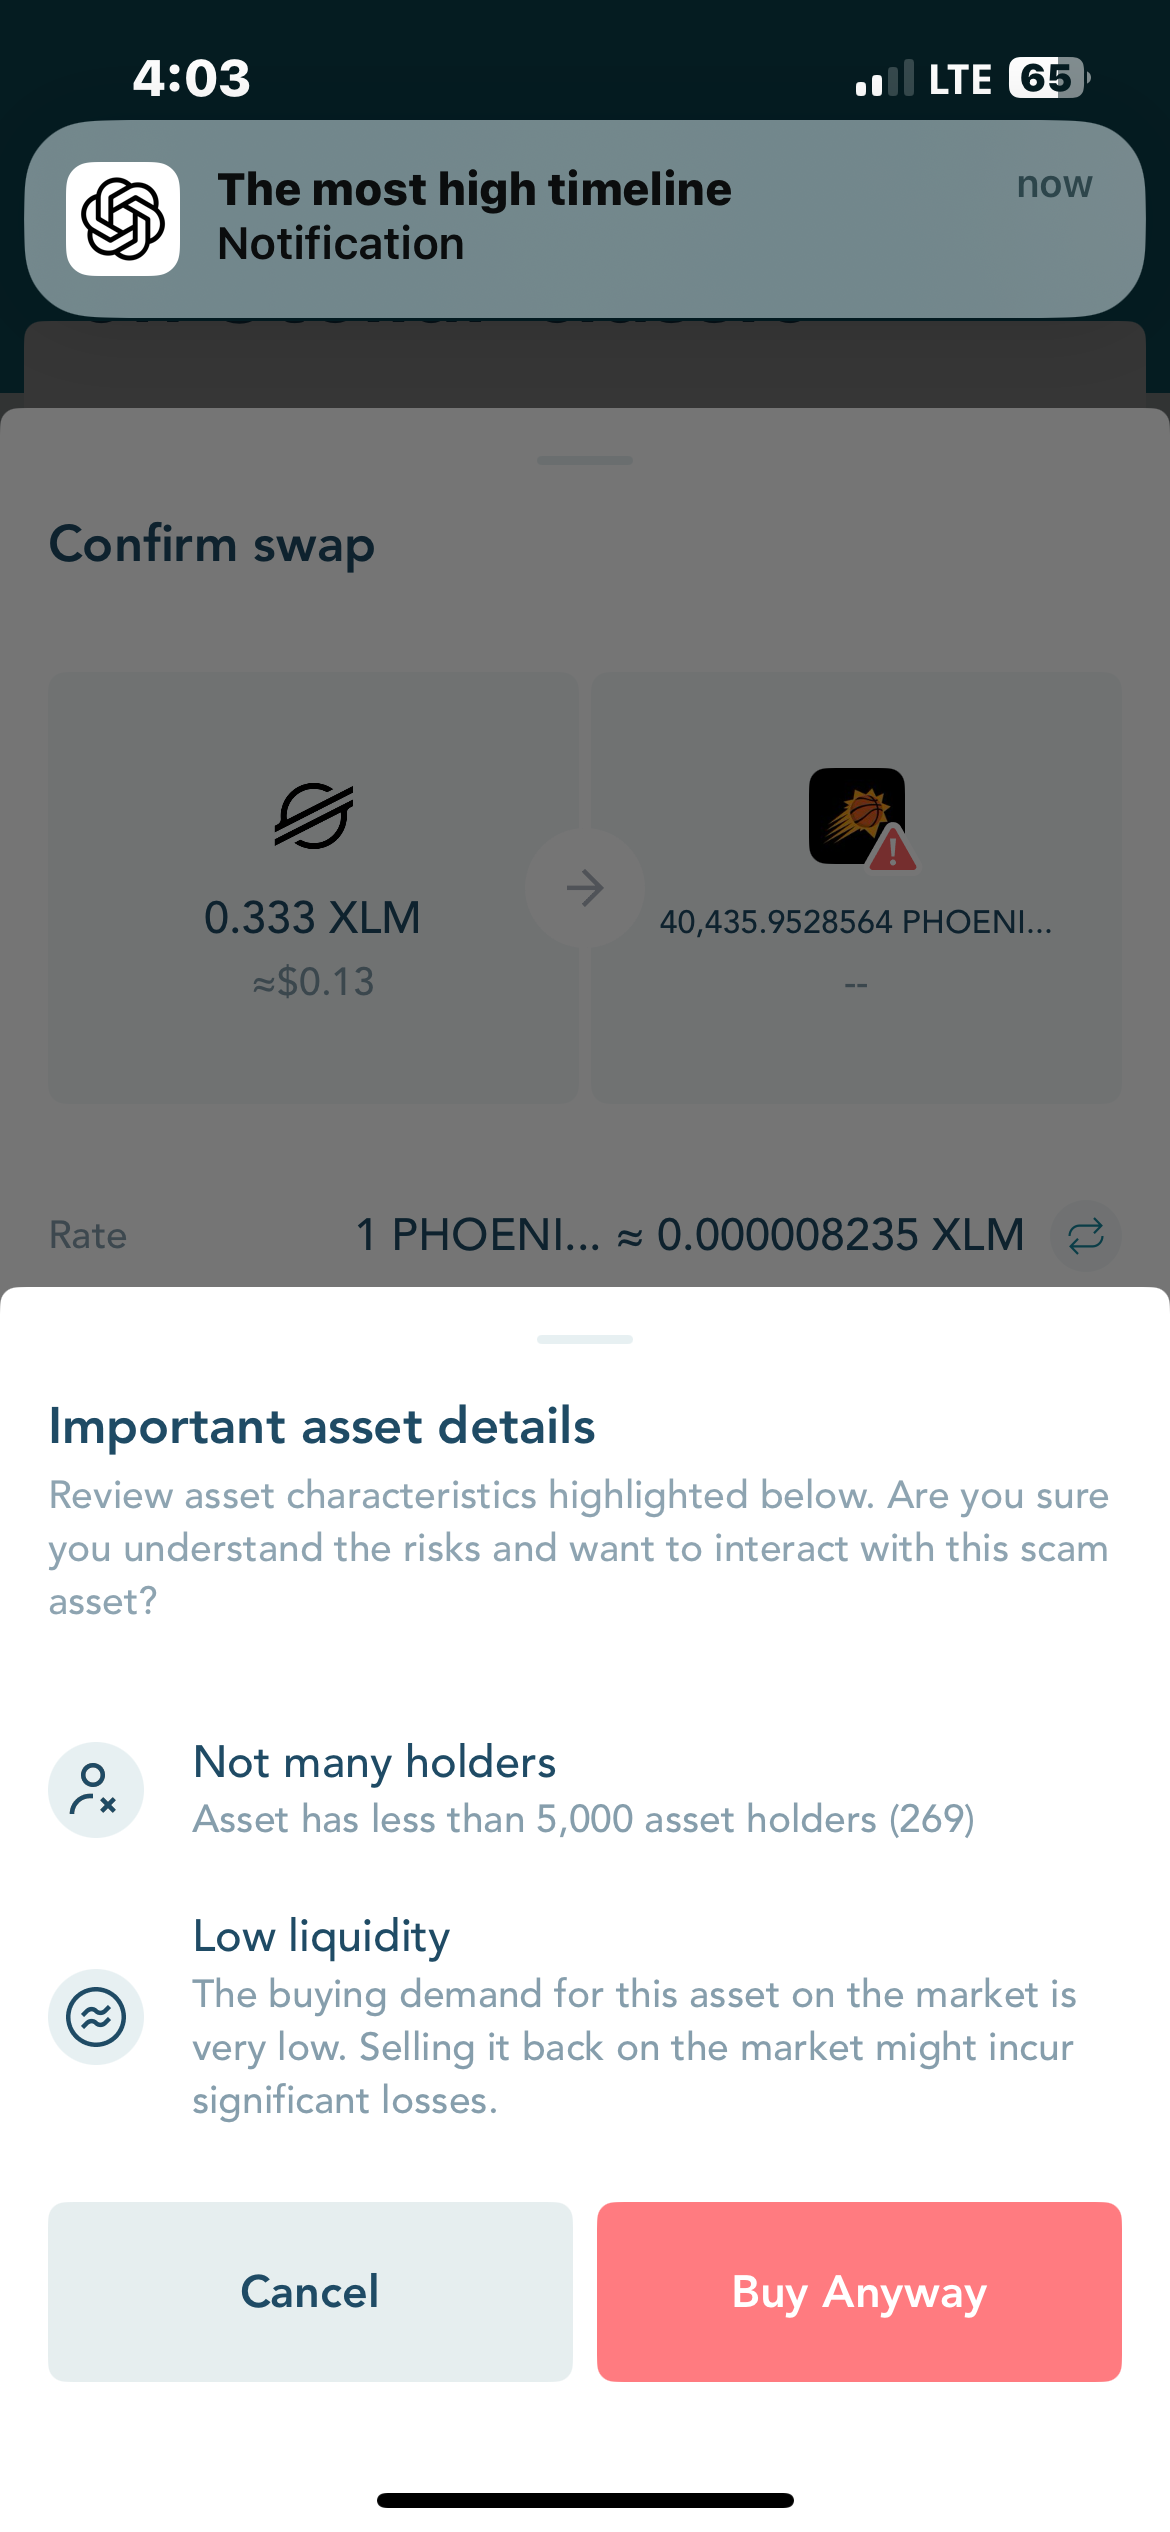 4:03
LTE
65
The most high timeline
now
Notification
Confirm swap
0.333 XLM
≈$0.13
40,435.9528564 PHOENI...
--
Rate
1 PHOENI... ≈ 0.000008235 XLM
Important asset details
Review asset characteristics highlighted below. Are you sure
you understand the risks and want to interact with this scam
asset?
Not many holders
Asset has less than 5,000 asset holders (269)
Low liquidity
The buying demand for this asset on the market is
very low. Selling it back on the market might incur
significant losses.
Cancel
Buy Anyway